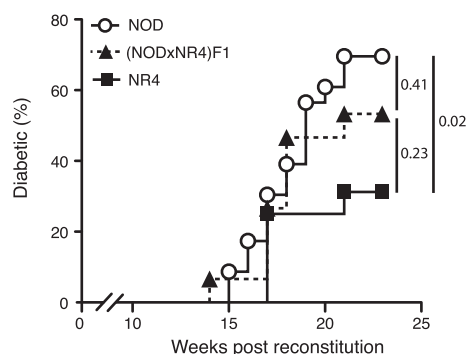 80
NOD
(NODxNR4)F1
NR4
60
0.41
0.02
40
0.23
20
0
Diabetic (%)
0 10 15 20 25
Weeks post reconstitution